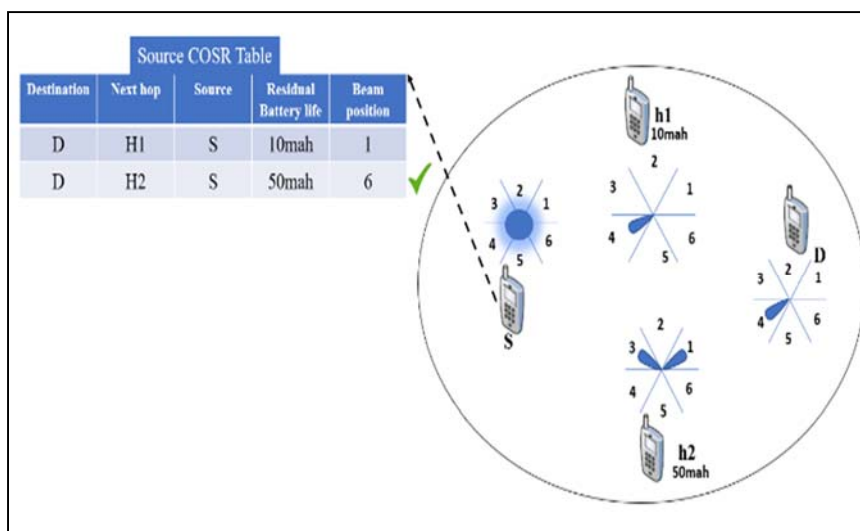 Source COSR Table
Destination Next hop Source Residual Battery life Beam position
D H1 S 10mah 1
D H2 S 50mah 6
h1
10mah
2
3 1
4 6
5
2
3 1
4 6
5
S
D
2
3 1
4 6
5
2
3 1
4 6
5
h2
50mah